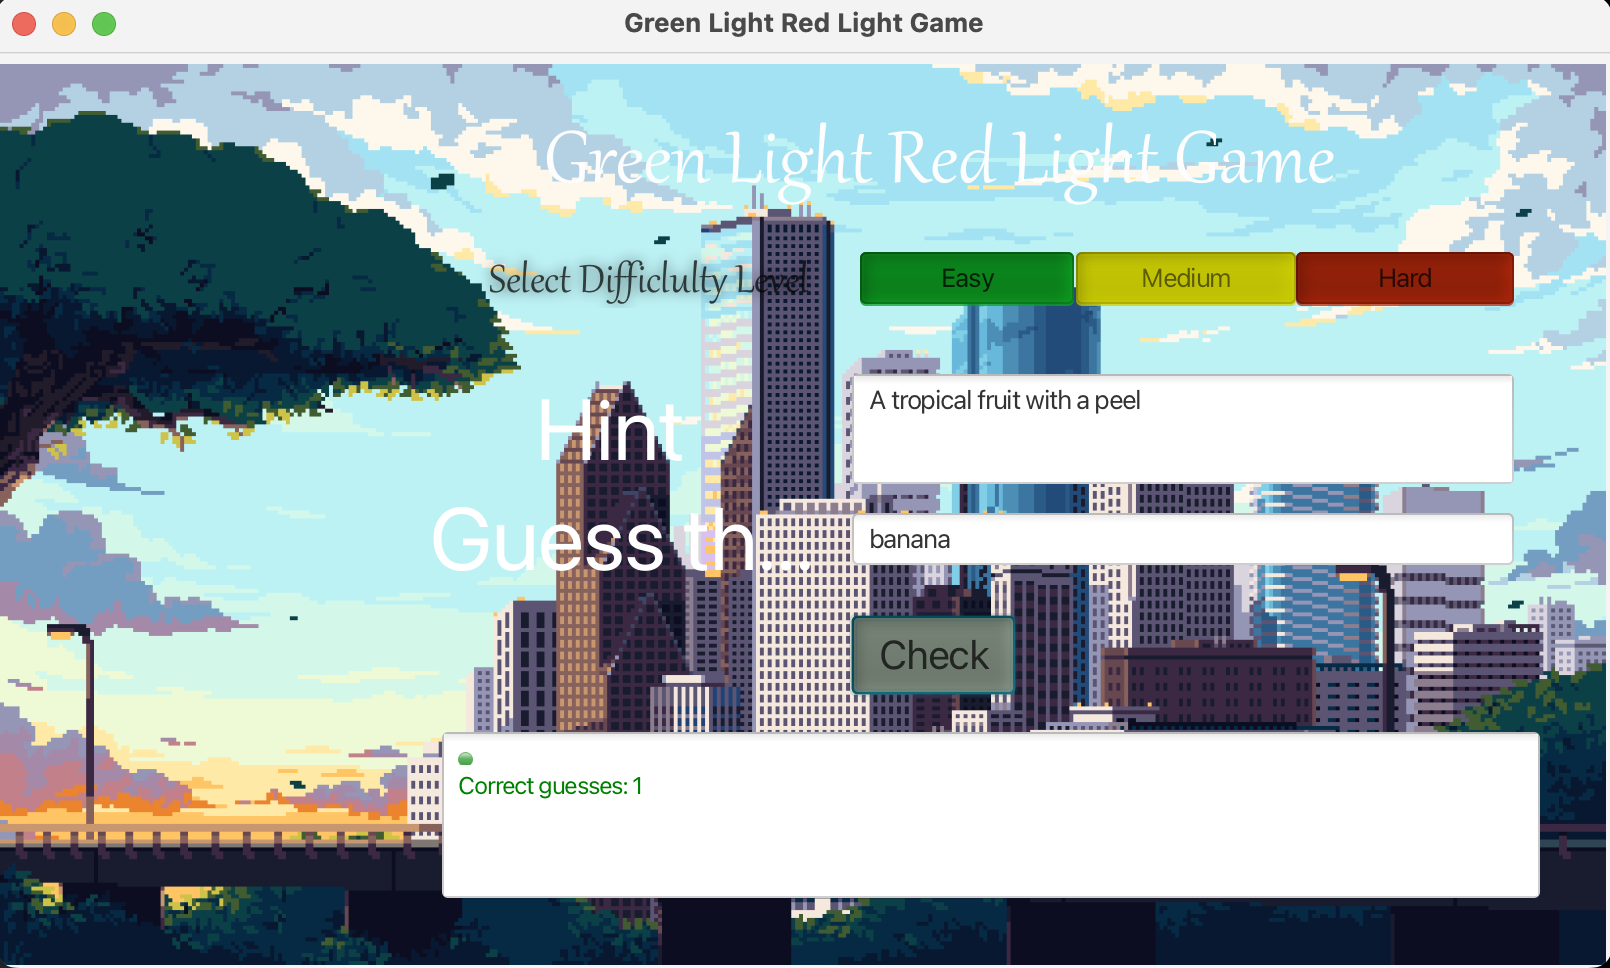 Green Light Red Light Game
Green Light Red Light Game
Select Difficlulty Level
Easy
Medium
Hard
Hint
A tropical fruit with a peel
Guess th...
banana
Check
Correct guesses: 1